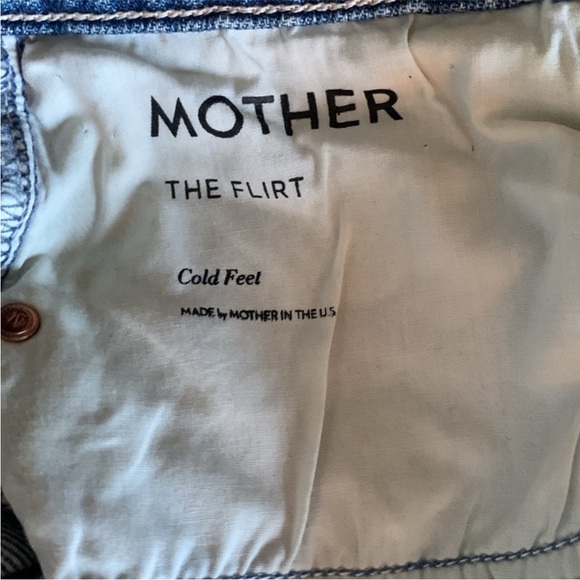 MOTHER
THE FLIRT
Cold Feet
MADE by MOTHER IN THE U.S